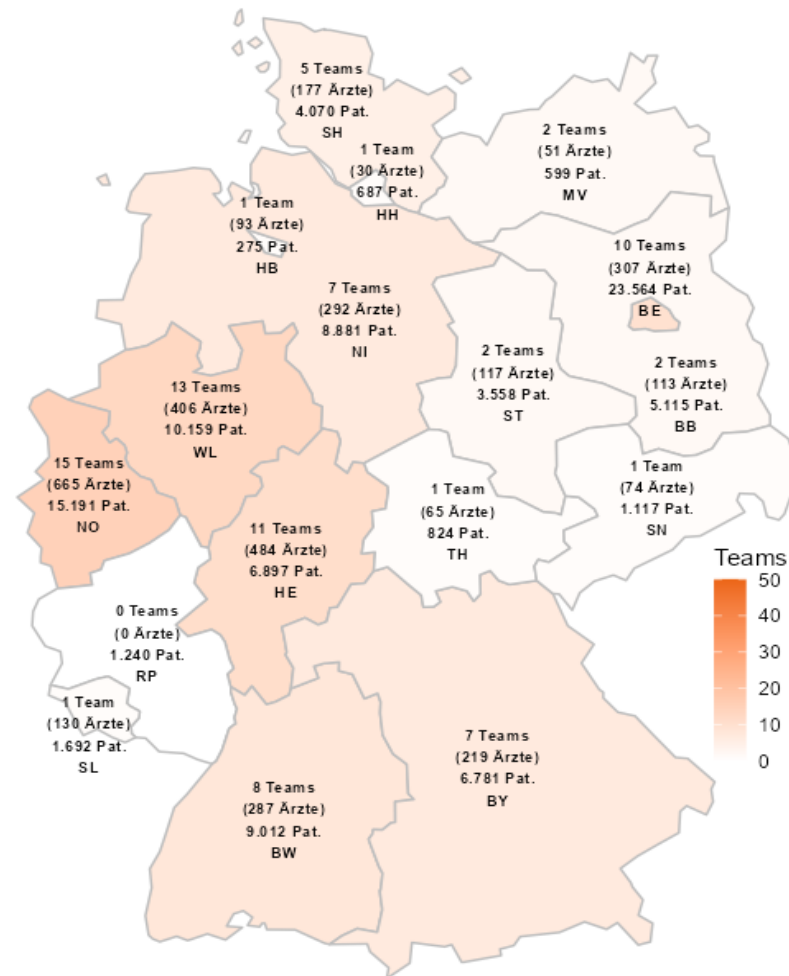 5 Teams
(177 Ärzte)
4.070 Pat.
SH
1 Team
(30 Ärzte)
687 Pat.
HH
2 Teams
(51 Ärzte)
599 Pat.
MV
1 Team
(93 Ärzte)
275 Pat.
HB
10 Teams
(307 Ärzte)
23.564 Pat.
BE
7 Teams
(292 Ärzte)
8.881 Pat.
NI
2 Teams
(117 Ärzte)
3.558 Pat.
ST
2 Teams
(113 Ärzte)
5.115 Pat.
BB
13 Teams
(406 Ärzte)
10.159 Pat.
WL
15 Teams
(665 Ärzte)
15.191 Pat.
NO
11 Teams
(484 Ärzte)
6.897 Pat.
HE
1 Team
(65 Ärzte)
824 Pat.
TH
1 Team
(74 Ärzte)
1.117 Pat.
SN
0 Teams
(0 Ärzte)
1.240 Pat.
RP
1 Team
(130 Ärzte)
1.692 Pat.
SL
8 Teams
(287 Ärzte)
9.012 Pat.
BW
7 Teams
(219 Ärzte)
6.781 Pat.
BY
Teams
50
40
30
20
10
0